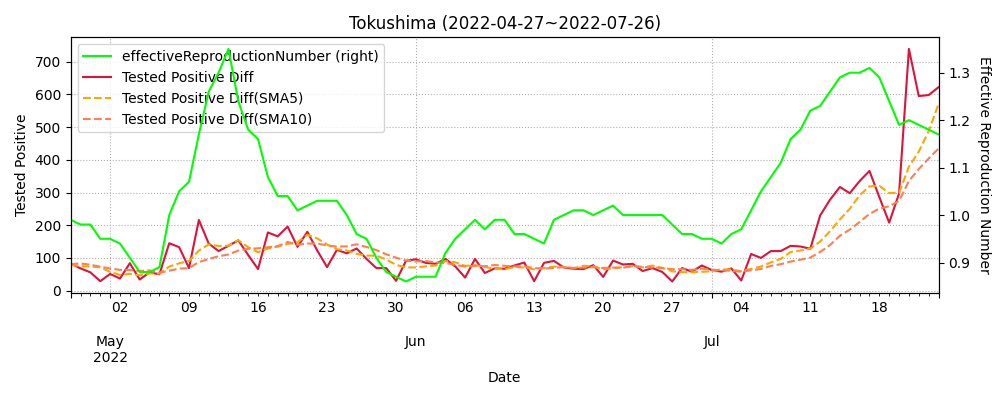 Tokushima (2022-04-27~2022-07-26)
effectiveReproductionNumber (right)
Tested Positive Diff
Tested Positive Diff(SMA5)
Tested Positive Diff(SMA10)
Tested Positive
700
600
500
400
300
200
100
0
1.3
1.2
1.1
1.0
0.9
Effective Reproduction Number
02 09 16 23 30 06 13 20 27 04 11 18
May Jun Jul
2022
Date